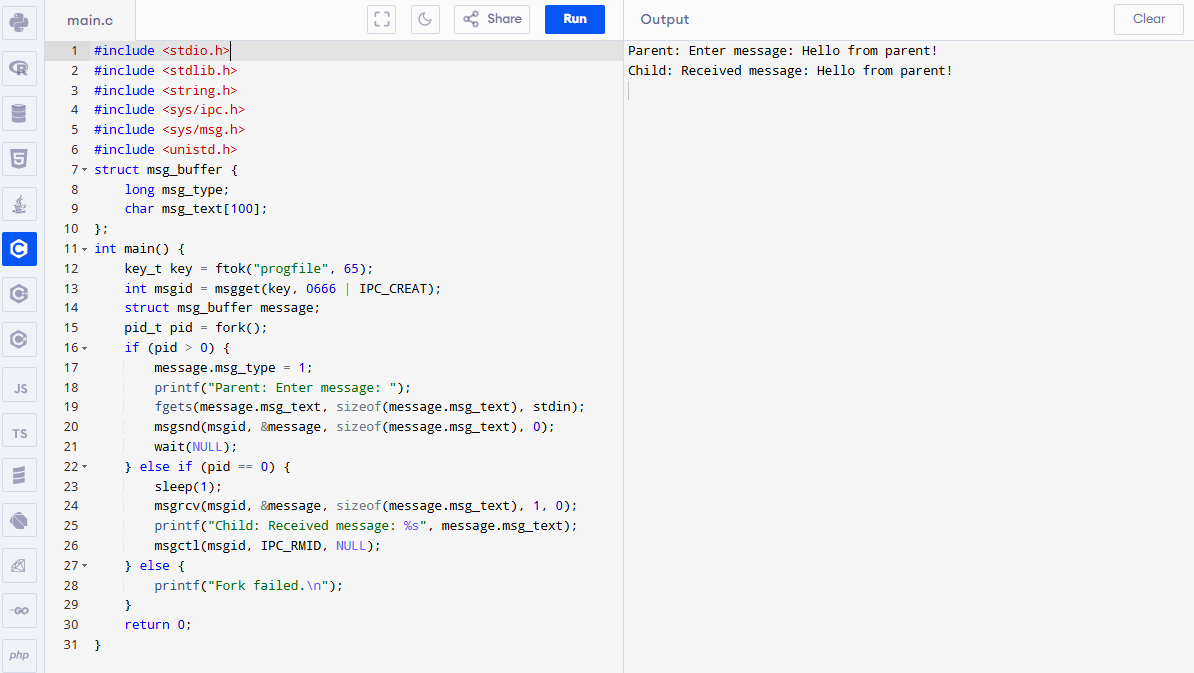 main.c
Share
Run
Output
Clear
1 #include <stdio.h>
2 #include <stdlib.h>
3 #include <string.h>
4 #include <sys/ipc.h>
5 #include <sys/msg.h>
6 #include <unistd.h>
7 struct msg_buffer {
8     long msg_type;
9     char msg_text[100];
10 };
11 int main() {
12     key_t key = ftok("progfile", 65);
13     int msgid = msgget(key, 0666 | IPC_CREAT);
14     struct msg_buffer message;
15     pid_t pid = fork();
16     if (pid > 0) {
17         message.msg_type = 1;
18         printf("Parent: Enter message: ");
19         fgets(message.msg_text, sizeof(message.msg_text), stdin);
20         msgsnd(msgid, &message, sizeof(message.msg_text), 0);
21         wait(NULL);
22     } else if (pid == 0) {
23         sleep(1);
24         msgrcv(msgid, &message, sizeof(message.msg_text), 1, 0);
25         printf("Child: Received message: %s", message.msg_text);
26         msgctl(msgid, IPC_RMID, NULL);
27     } else {
28         printf("Fork failed.\n");
29     }
30     return 0;
31 }
Parent: Enter message: Hello from parent!
Child: Received message: Hello from parent!
R
5
C
C
C
JS
TS
GO
php